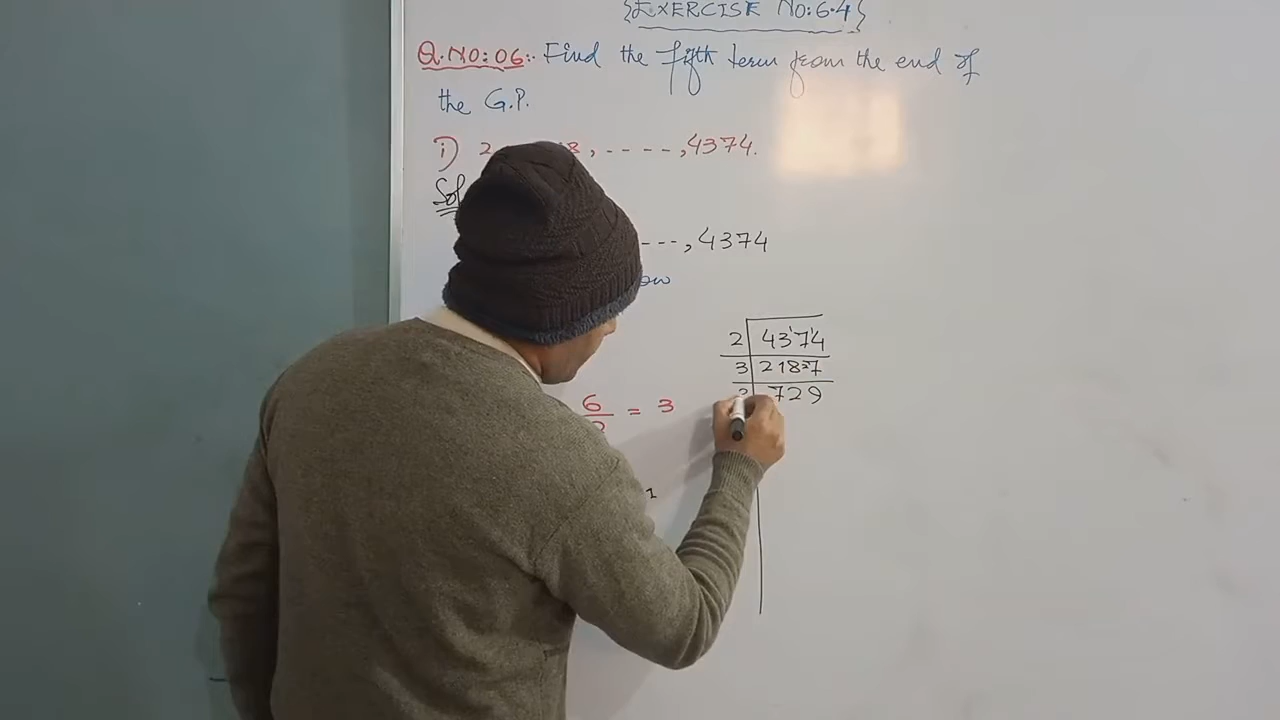 {EXERCISE NO:6.4}
Q.NO:06:- Find the fifth term from the end of
the G.P.
i) 2 8, - - - - -, 4374.
Sol
- - - -, 4374
ow
2 | 4374
3 | 2187
3 | 729
6 = 3
1